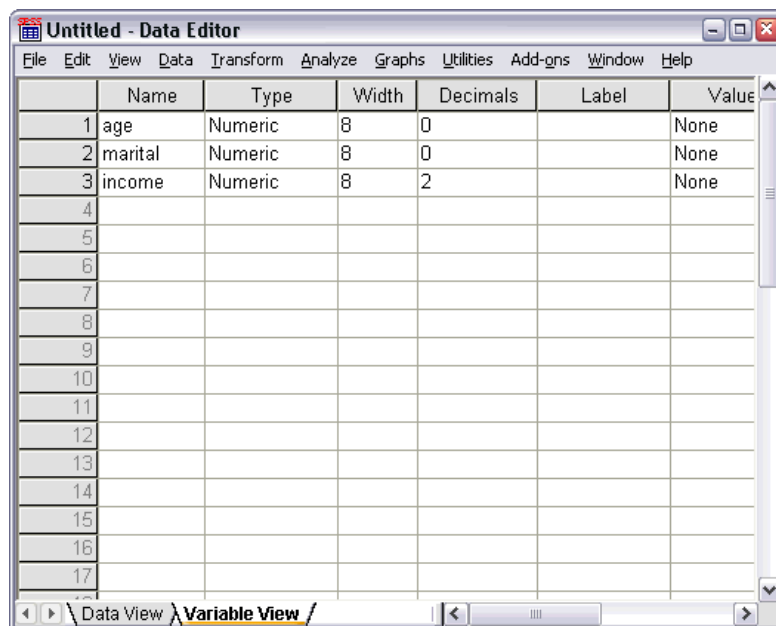 Untitled - Data Editor
File Edit View Data Transform Analyze Graphs Utilities Add-ons Window Help
Name Type Width Decimals Label Value
1 age Numeric 8 0 None
2 marital Numeric 8 0 None
3 income Numeric 8 2 None
4
5
6
7
8
9
10
11
12
13
14
15
16
17
Data View Variable View